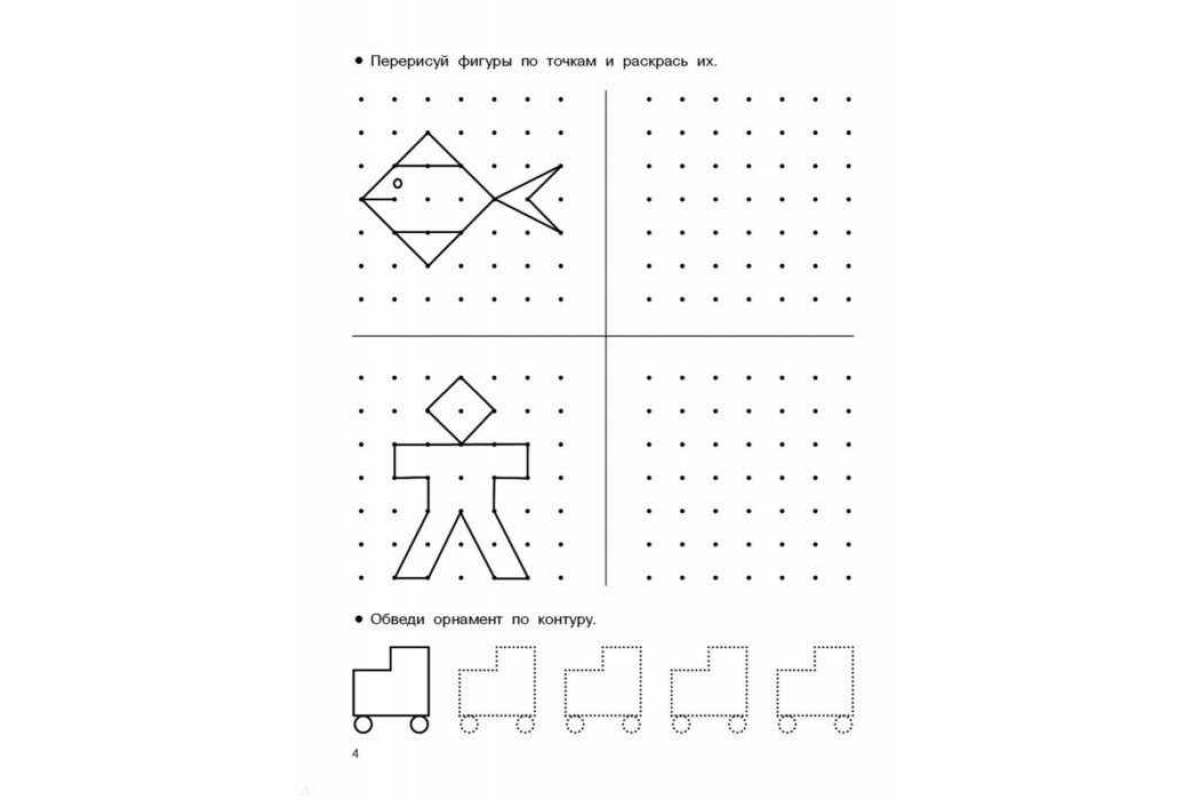 ● Перерисуй фигуры по точкам и раскрась их.
● Обведи орнамент по контуру.
4